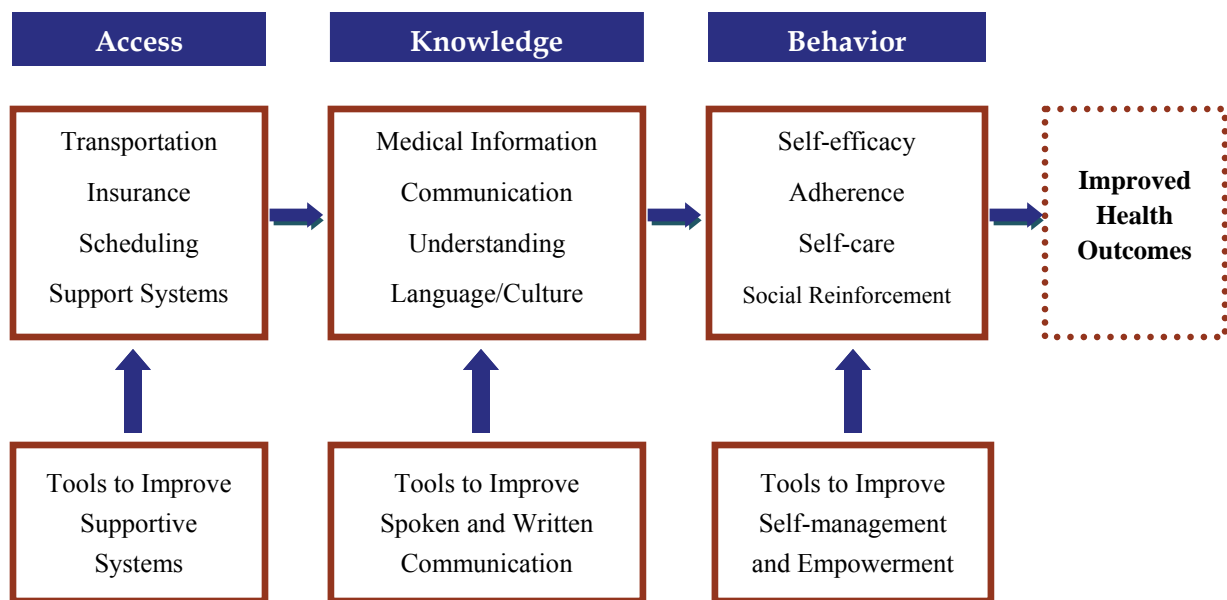 Access
Knowledge
Behavior
Transportation
Insurance
Scheduling
Support Systems
Medical Information
Communication
Understanding
Language/Culture
Self-efficacy
Adherence
Self-care
Social Reinforcement
Improved
Health
Outcomes
Tools to Improve
Supportive
Systems
Tools to Improve
Spoken and Written
Communication
Tools to Improve
Self-management
and Empowerment